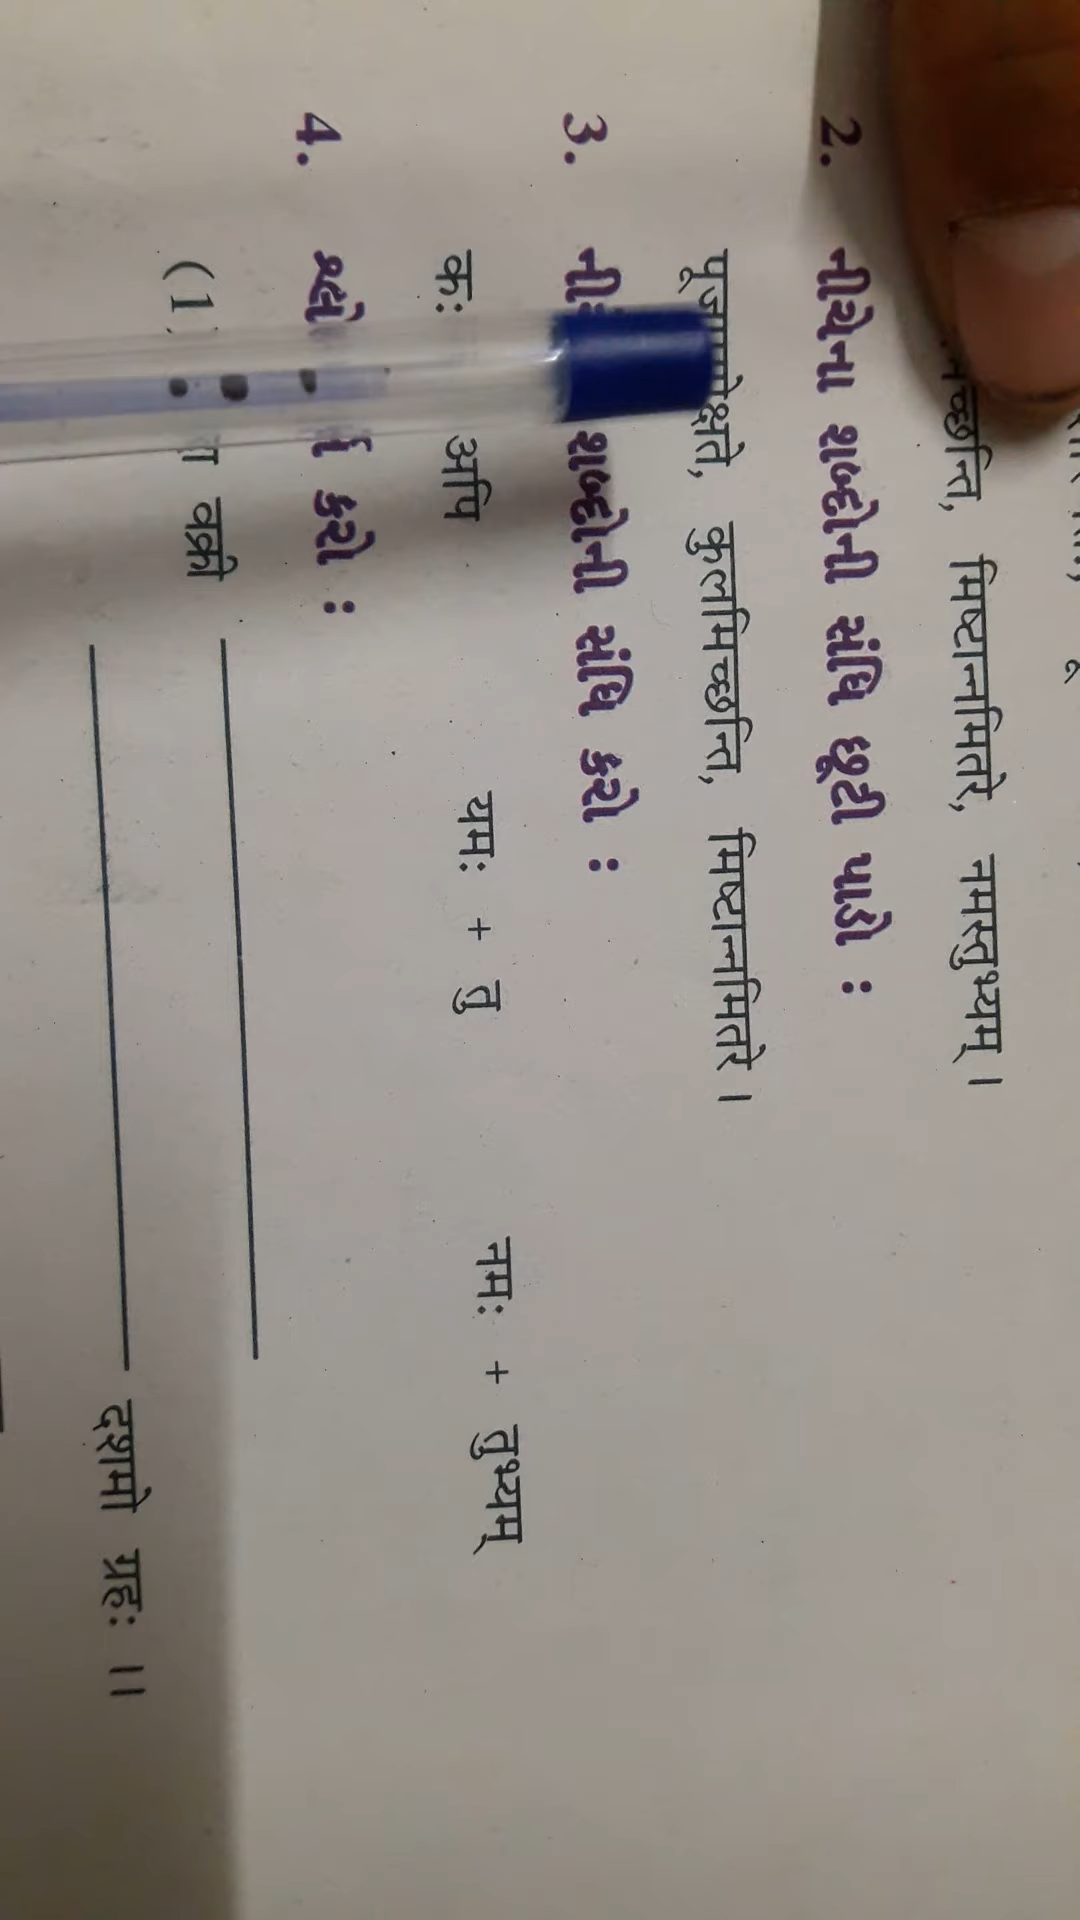 मिच्छन्ति, मिष्टान्नमितरे, नमस्तुभ्यम् ।
2. નીચેના શબ્દોની સંધિ છૂટી પાડો :
कुलमिच्छन्ति, मिष्टान्नमितरे ।
3. શબ્દોની સંધિ કરો :
कः अपि यमः + तु नमः + तुभ्यम्
4. કરો :
(1) वक्रो
दशमो ग्रहः ।।